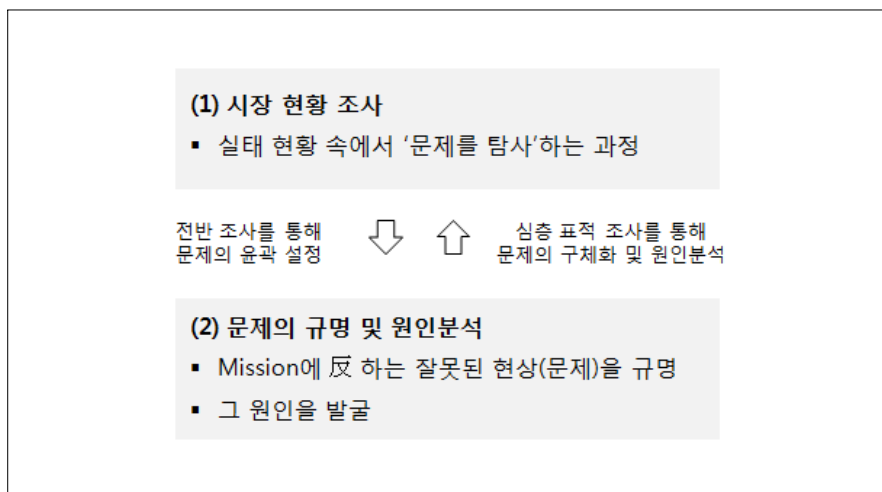 (1) 시장 현황 조사
▪ 실태 현황 속에서 ‘문제를 탐사’하는 과정
전반 조사를 통해
문제의 윤곽 설정
심층 표적 조사를 통해
문제의 구체화 및 원인분석
(2) 문제의 규명 및 원인분석
▪ Mission에 反 하는 잘못된 현상(문제)을 규명
▪ 그 원인을 발굴